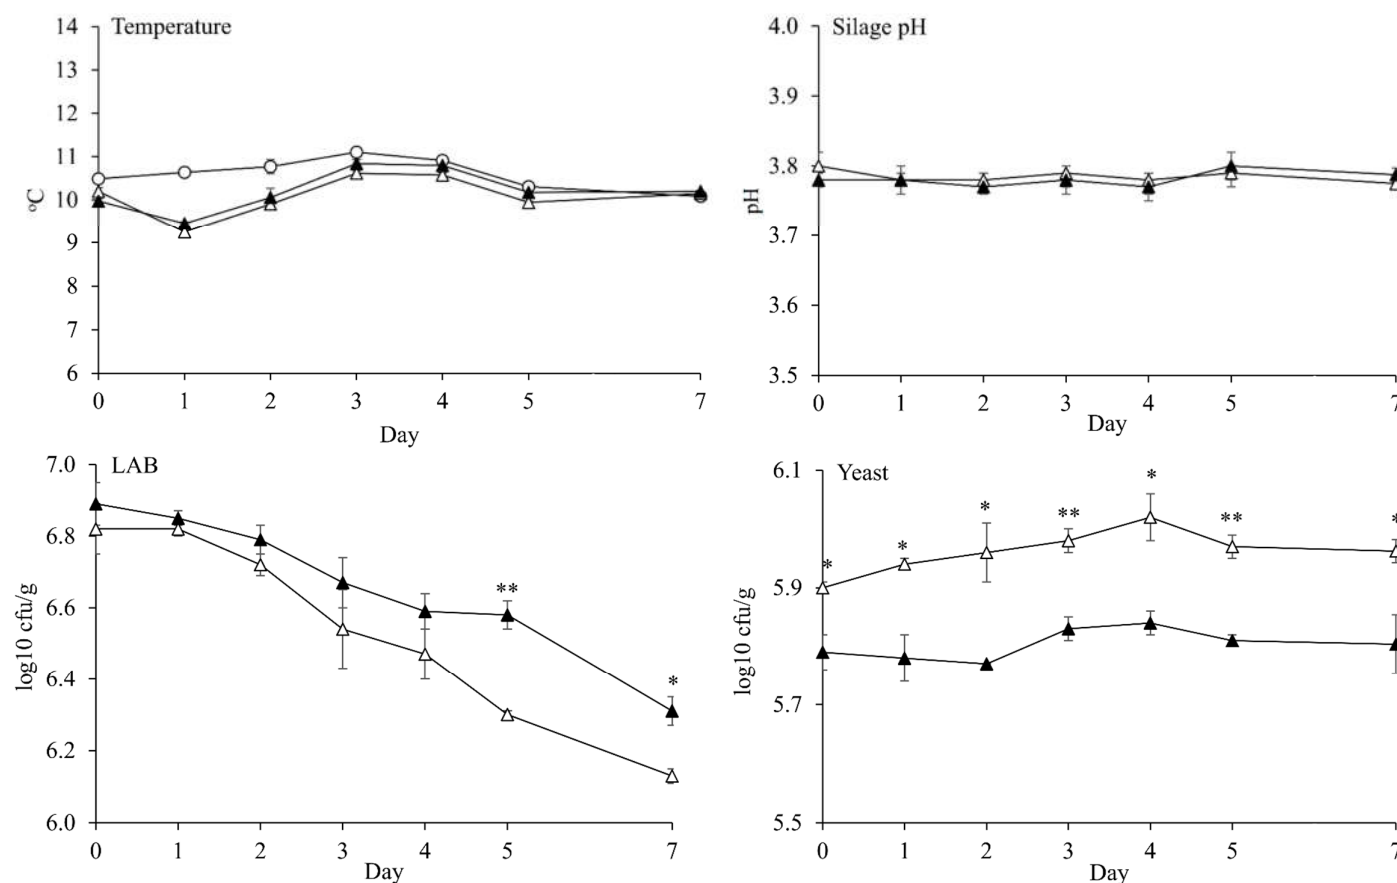 Temperature
14
13
12
11
10
9
8
7
6
°C
0 1 2 3 4 5 7
Day
Silage pH
4.0
3.9
3.8
3.7
3.6
3.5
pH
0 1 2 3 4 5 7
Day
LAB
7.0
6.8
6.6
6.4
6.2
6.0
log10 cfu/g
** *
0 1 2 3 4 5 7
Day
Yeast
6.1
5.9
5.7
5.5
log10 cfu/g
* * * ** * ** *
0 1 2 3 4 5 7
Day